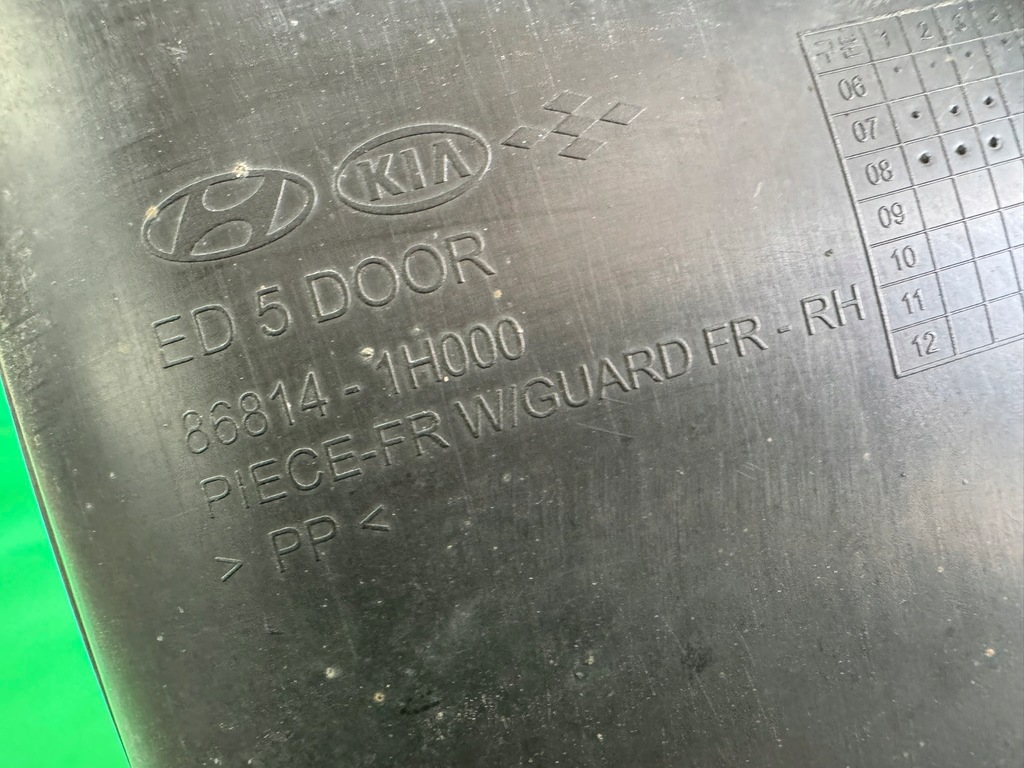 KIA
ED 5 DOOR
86814 - 1H000
PIECE-FR W/GUARD FR - RH
> PP <
구분 1 2 3
06
07
08
09
10
11
12